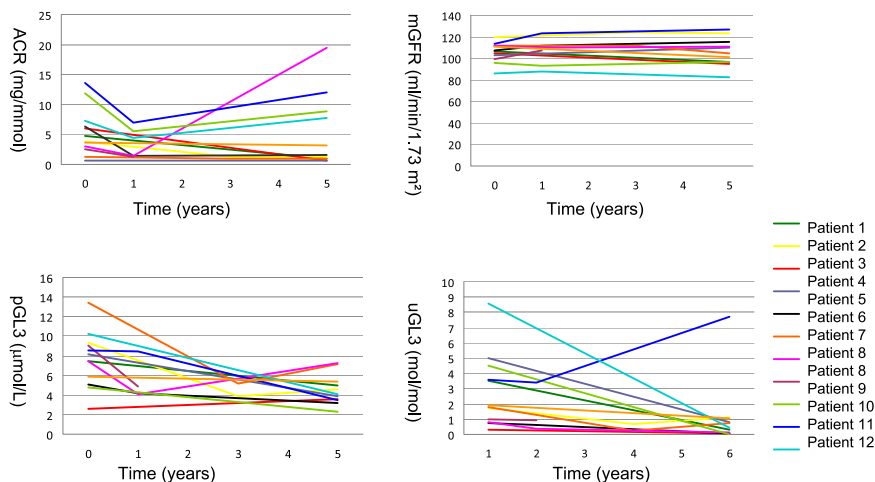 ACR (mg/mmol)
25
20
15
10
5
0
0 1 2 3 4 5
Time (years)
mGFR (ml/min/1.73 m²)
140
120
100
80
60
40
20
0
0 1 2 3 4 5
Time (years)
pGL3 (µmol/L)
16
14
12
10
8
6
4
2
0
0 1 2 3 4 5
Time (years)
uGL3 (mol/mol)
10
9
8
7
6
5
4
3
2
1
0
1 2 3 4 5 6
Time (years)
Patient 1
Patient 2
Patient 3
Patient 4
Patient 5
Patient 6
Patient 7
Patient 8
Patient 8
Patient 9
Patient 10
Patient 11
Patient 12